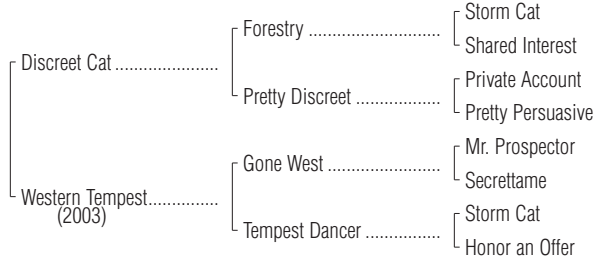 Storm Cat
Forestry ............................
Shared Interest
Discreet Cat ......................
Private Account
Pretty Discreet ..................
Pretty Persuasive
Mr. Prospector
Gone West ........................
Secrettame
Western Tempest...............
(2003)
Storm Cat
Tempest Dancer ................
Honor an Offer